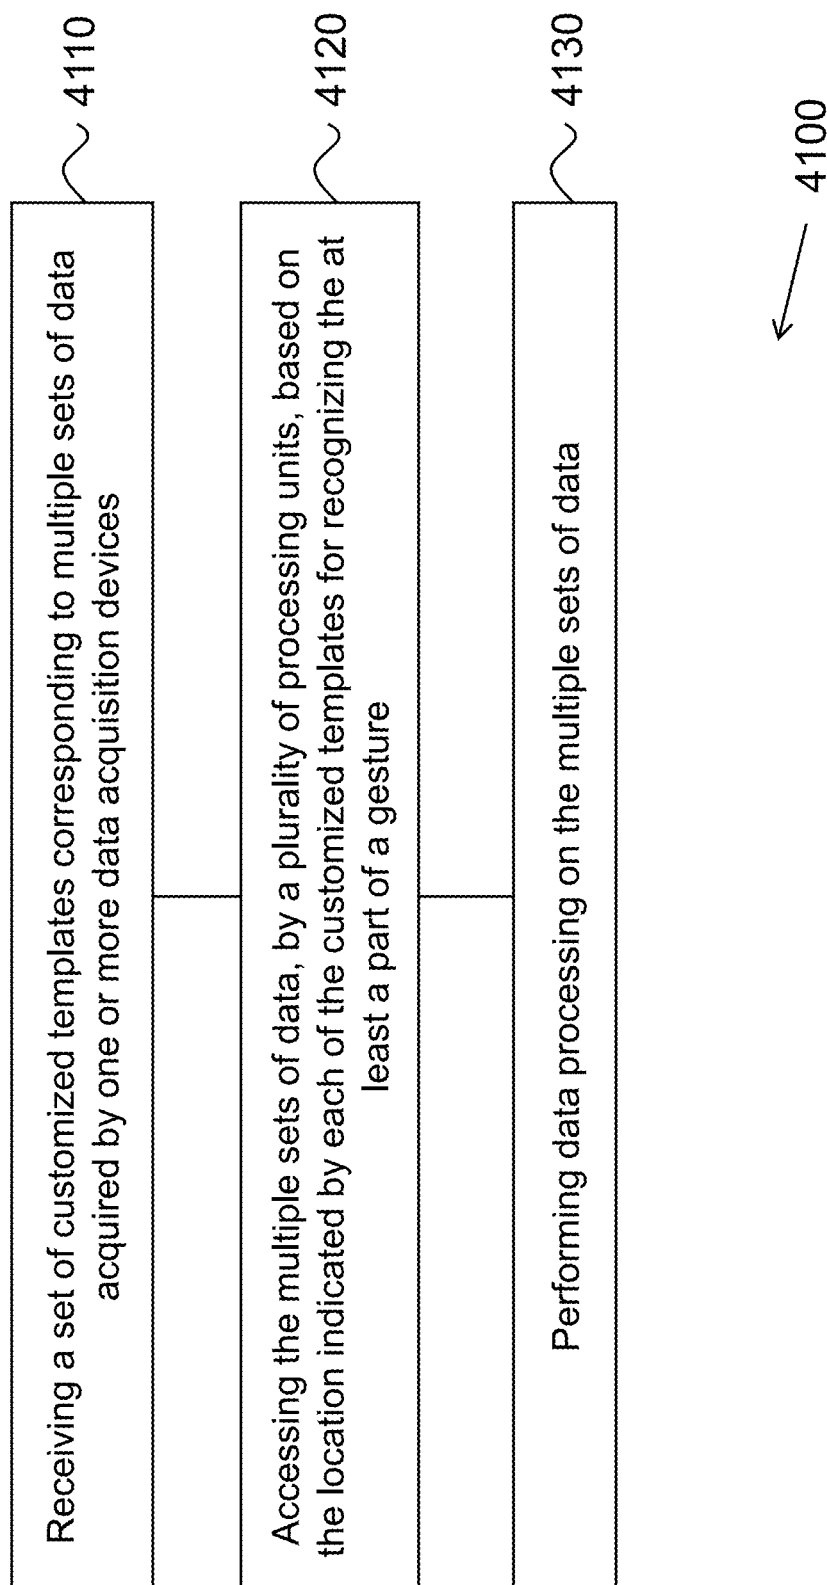 Receiving a set of customized templates corresponding to multiple sets of data
acquired by one or more data acquisition devices
4110
Accessing the multiple sets of data, by a plurality of processing units, based on
the location indicated by each of the customized templates for recognizing the at
least a part of a gesture
4120
Performing data processing on the multiple sets of data
4130
4100